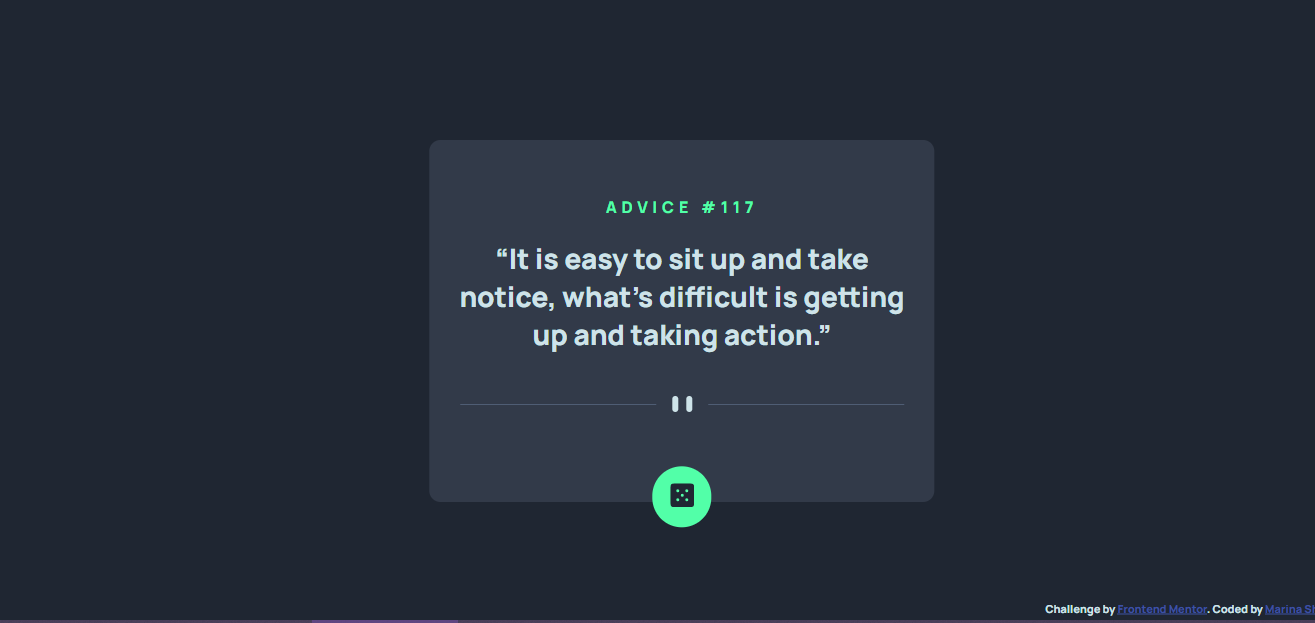 ADVICE #117
“It is easy to sit up and take
notice, what’s difficult is getting
up and taking action.”
Challenge by Frontend Mentor. Coded by Marina